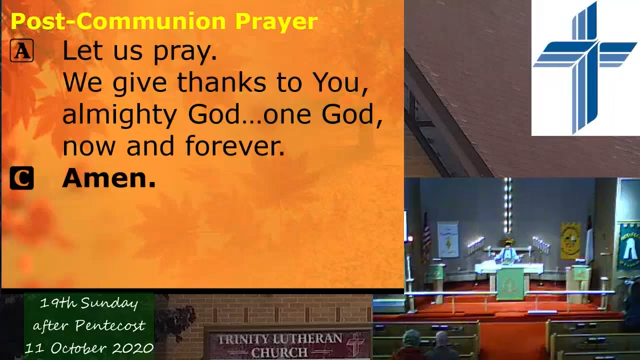 Post-Communion Prayer
A Let us pray.
We give thanks to You,
almighty God…one God,
now and forever.
C Amen.
19th Sunday
after Pentecost
11 October 2020
TRINITY LUTHERAN
CHURCH